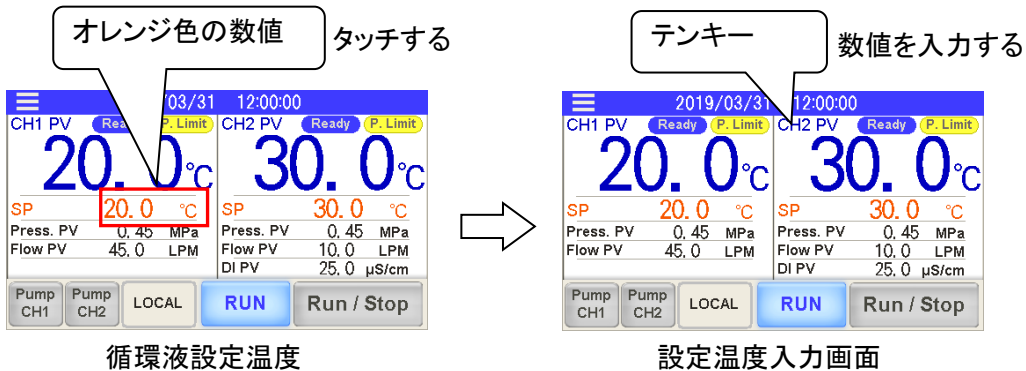 オレンジ色の数値
タッチする
/03/31 12:00:00
CH1 PV
P. Limit
20. 0 ℃
SP 20. 0 ℃
Press. PV 0. 45 MPa
Flow PV 45. 0 LPM
CH2 PV Ready P. Limit
30. 0 ℃
SP 30. 0 ℃
Press. PV 0. 45 MPa
Flow PV 10. 0 LPM
DI PV 25. 0 µS/cm
Pump CH1
Pump CH2
LOCAL
RUN
Run / Stop
循環液設定温度
テンキー
数値を入力する
2019/03/31 12:00:00
CH1 PV Ready P. Limit
20. 0 ℃
SP 20. 0 ℃
Press. PV 0. 45 MPa
Flow PV 45. 0 LPM
CH2 PV Ready P. Limit
30. 0 ℃
SP 30. 0 ℃
Press. PV 0. 45 MPa
Flow PV 10. 0 LPM
DI PV 25. 0 µS/cm
Pump CH1
Pump CH2
LOCAL
RUN
Run / Stop
設定温度入力画面